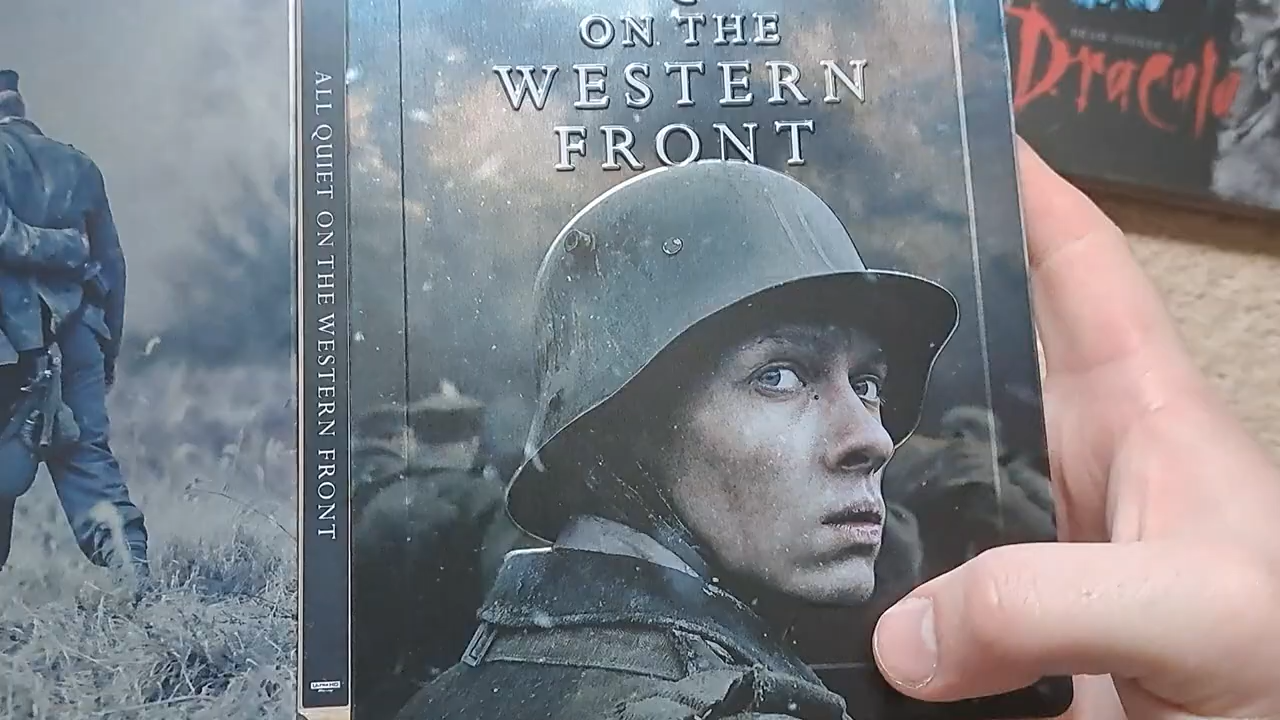 ON THE
WESTERN
FRONT
ALL QUIET ON THE WESTERN FRONT
Dracula